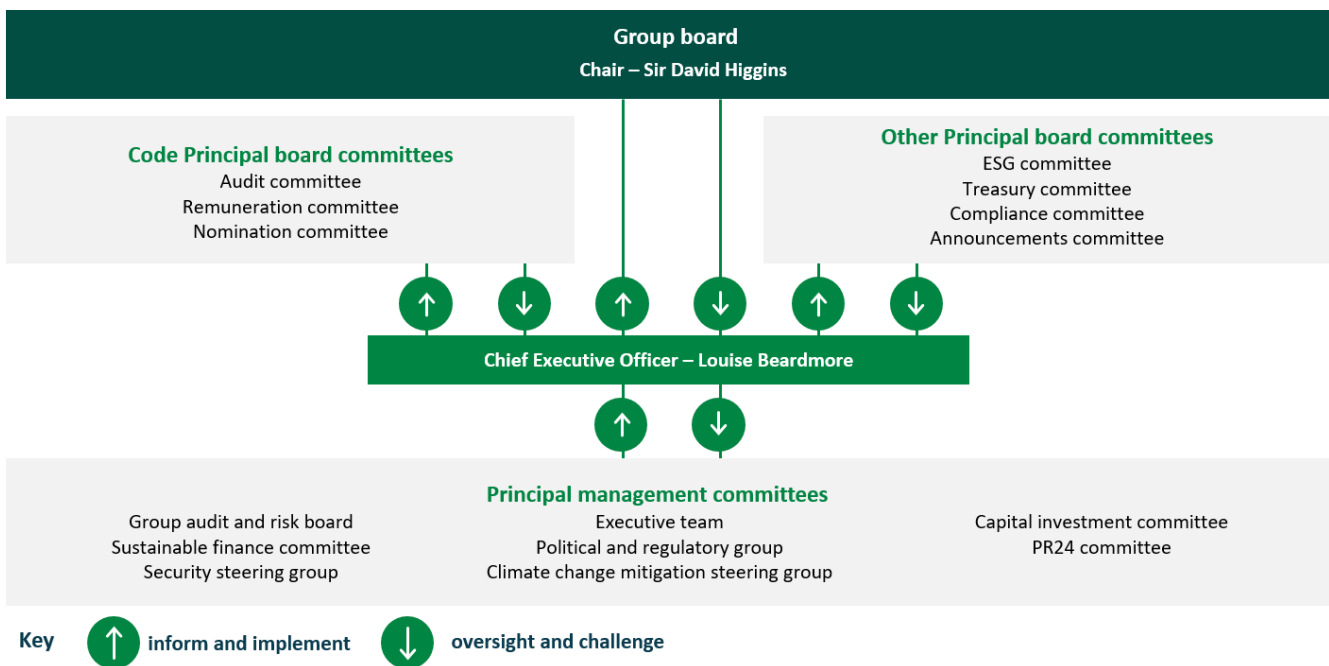 Group board
Chair – Sir David Higgins
Code Principal board committees
Audit committee
Remuneration committee
Nomination committee
Other Principal board committees
ESG committee
Treasury committee
Compliance committee
Announcements committee
Chief Executive Officer – Louise Beardmore
Principal management committees
Group audit and risk board
Sustainable finance committee
Security steering group
Executive team
Political and regulatory group
Climate change mitigation steering group
Capital investment committee
PR24 committee
Key
inform and implement
oversight and challenge